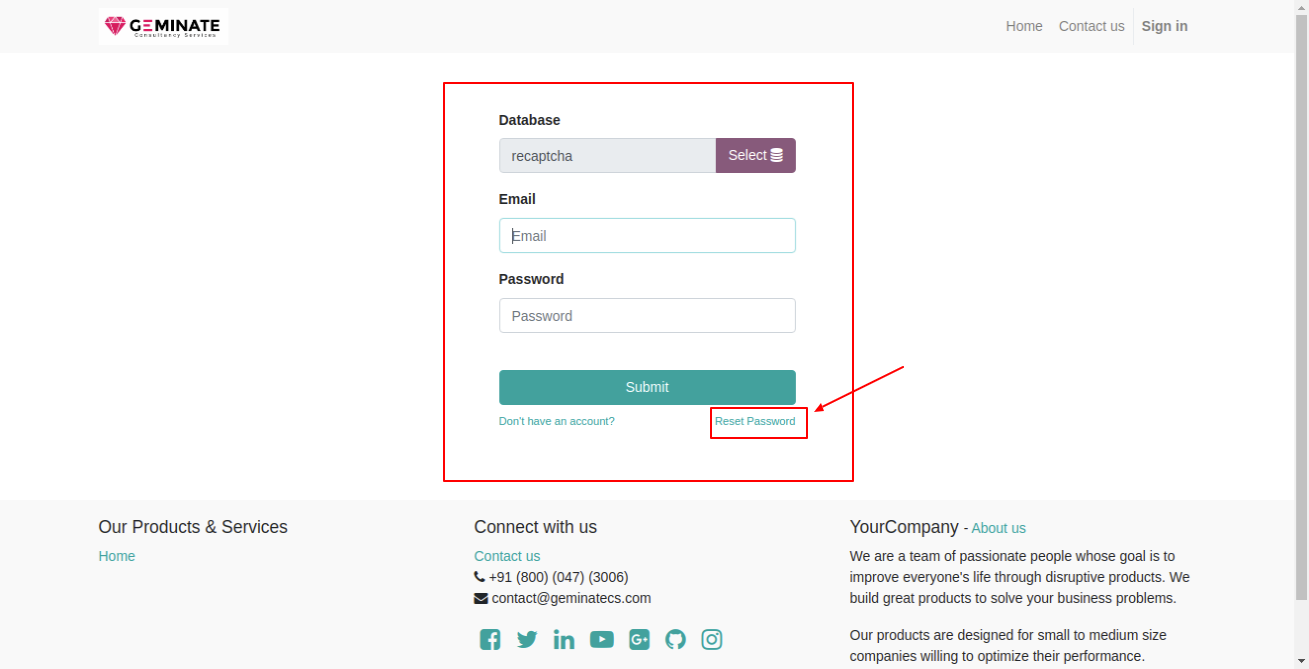 GEMINATE
Consultancy Services
Home Contact us Sign in
Database
recaptcha Select
Email
Email
Password
Password
Submit
Don't have an account? Reset Password
Our Products & Services
Home
Connect with us
Contact us
+91 (800) (047) (3006)
contact@geminatecs.com
G+
YourCompany - About us
We are a team of passionate people whose goal is to
improve everyone's life through disruptive products. We
build great products to solve your business problems.
Our products are designed for small to medium size
companies willing to optimize their performance.